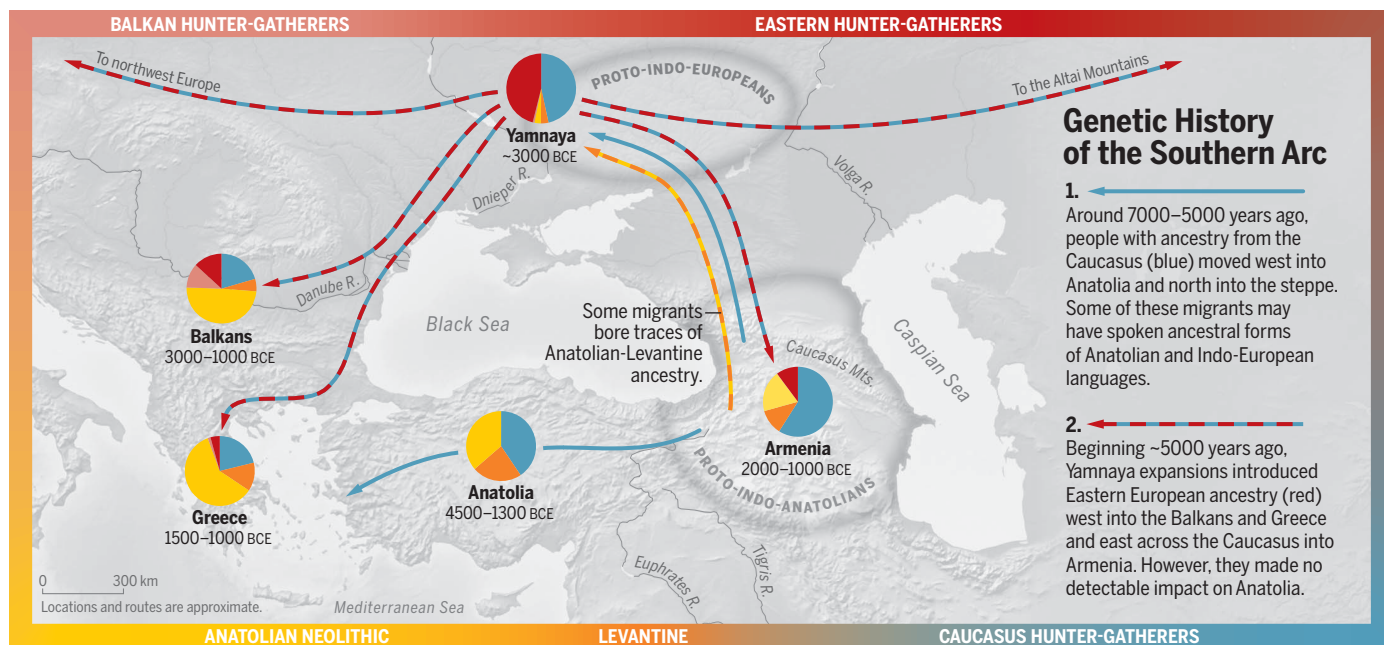 BALKAN HUNTER-GATHERERS
EASTERN HUNTER-GATHERERS
To northwest Europe
PROTO-INDO-EUROPEANS
To the Altai Mountains
Yamnaya
~3000 BCE
Dnieper R.
Volga R.
Genetic History
of the Southern Arc
1.
Around 7000–5000 years ago,
people with ancestry from the
Caucasus (blue) moved west into
Anatolia and north into the steppe.
Some of these migrants may
have spoken ancestral forms
of Anatolian and Indo-European
languages.
2.
Beginning ~5000 years ago,
Yamnaya expansions introduced
Eastern European ancestry (red)
west into the Balkans and Greece
and east across the Caucasus into
Armenia. However, they made no
detectable impact on Anatolia.
Danube R.
Balkans
3000–1000 BCE
Black Sea
Some migrants
bore traces of
Anatolian-Levantine
ancestry.
Caucasus Mts.
Caspian Sea
Armenia
2000–1000 BCE
PROTO-INDO-ANATOLIANS
Anatolia
4500–1300 BCE
Greece
1500–1000 BCE
Euphrates R.
Tigris R.
0 300 km
Locations and routes are approximate.
Mediterranean Sea
ANATOLIAN NEOLITHIC
LEVANTINE
CAUCASUS HUNTER-GATHERERS